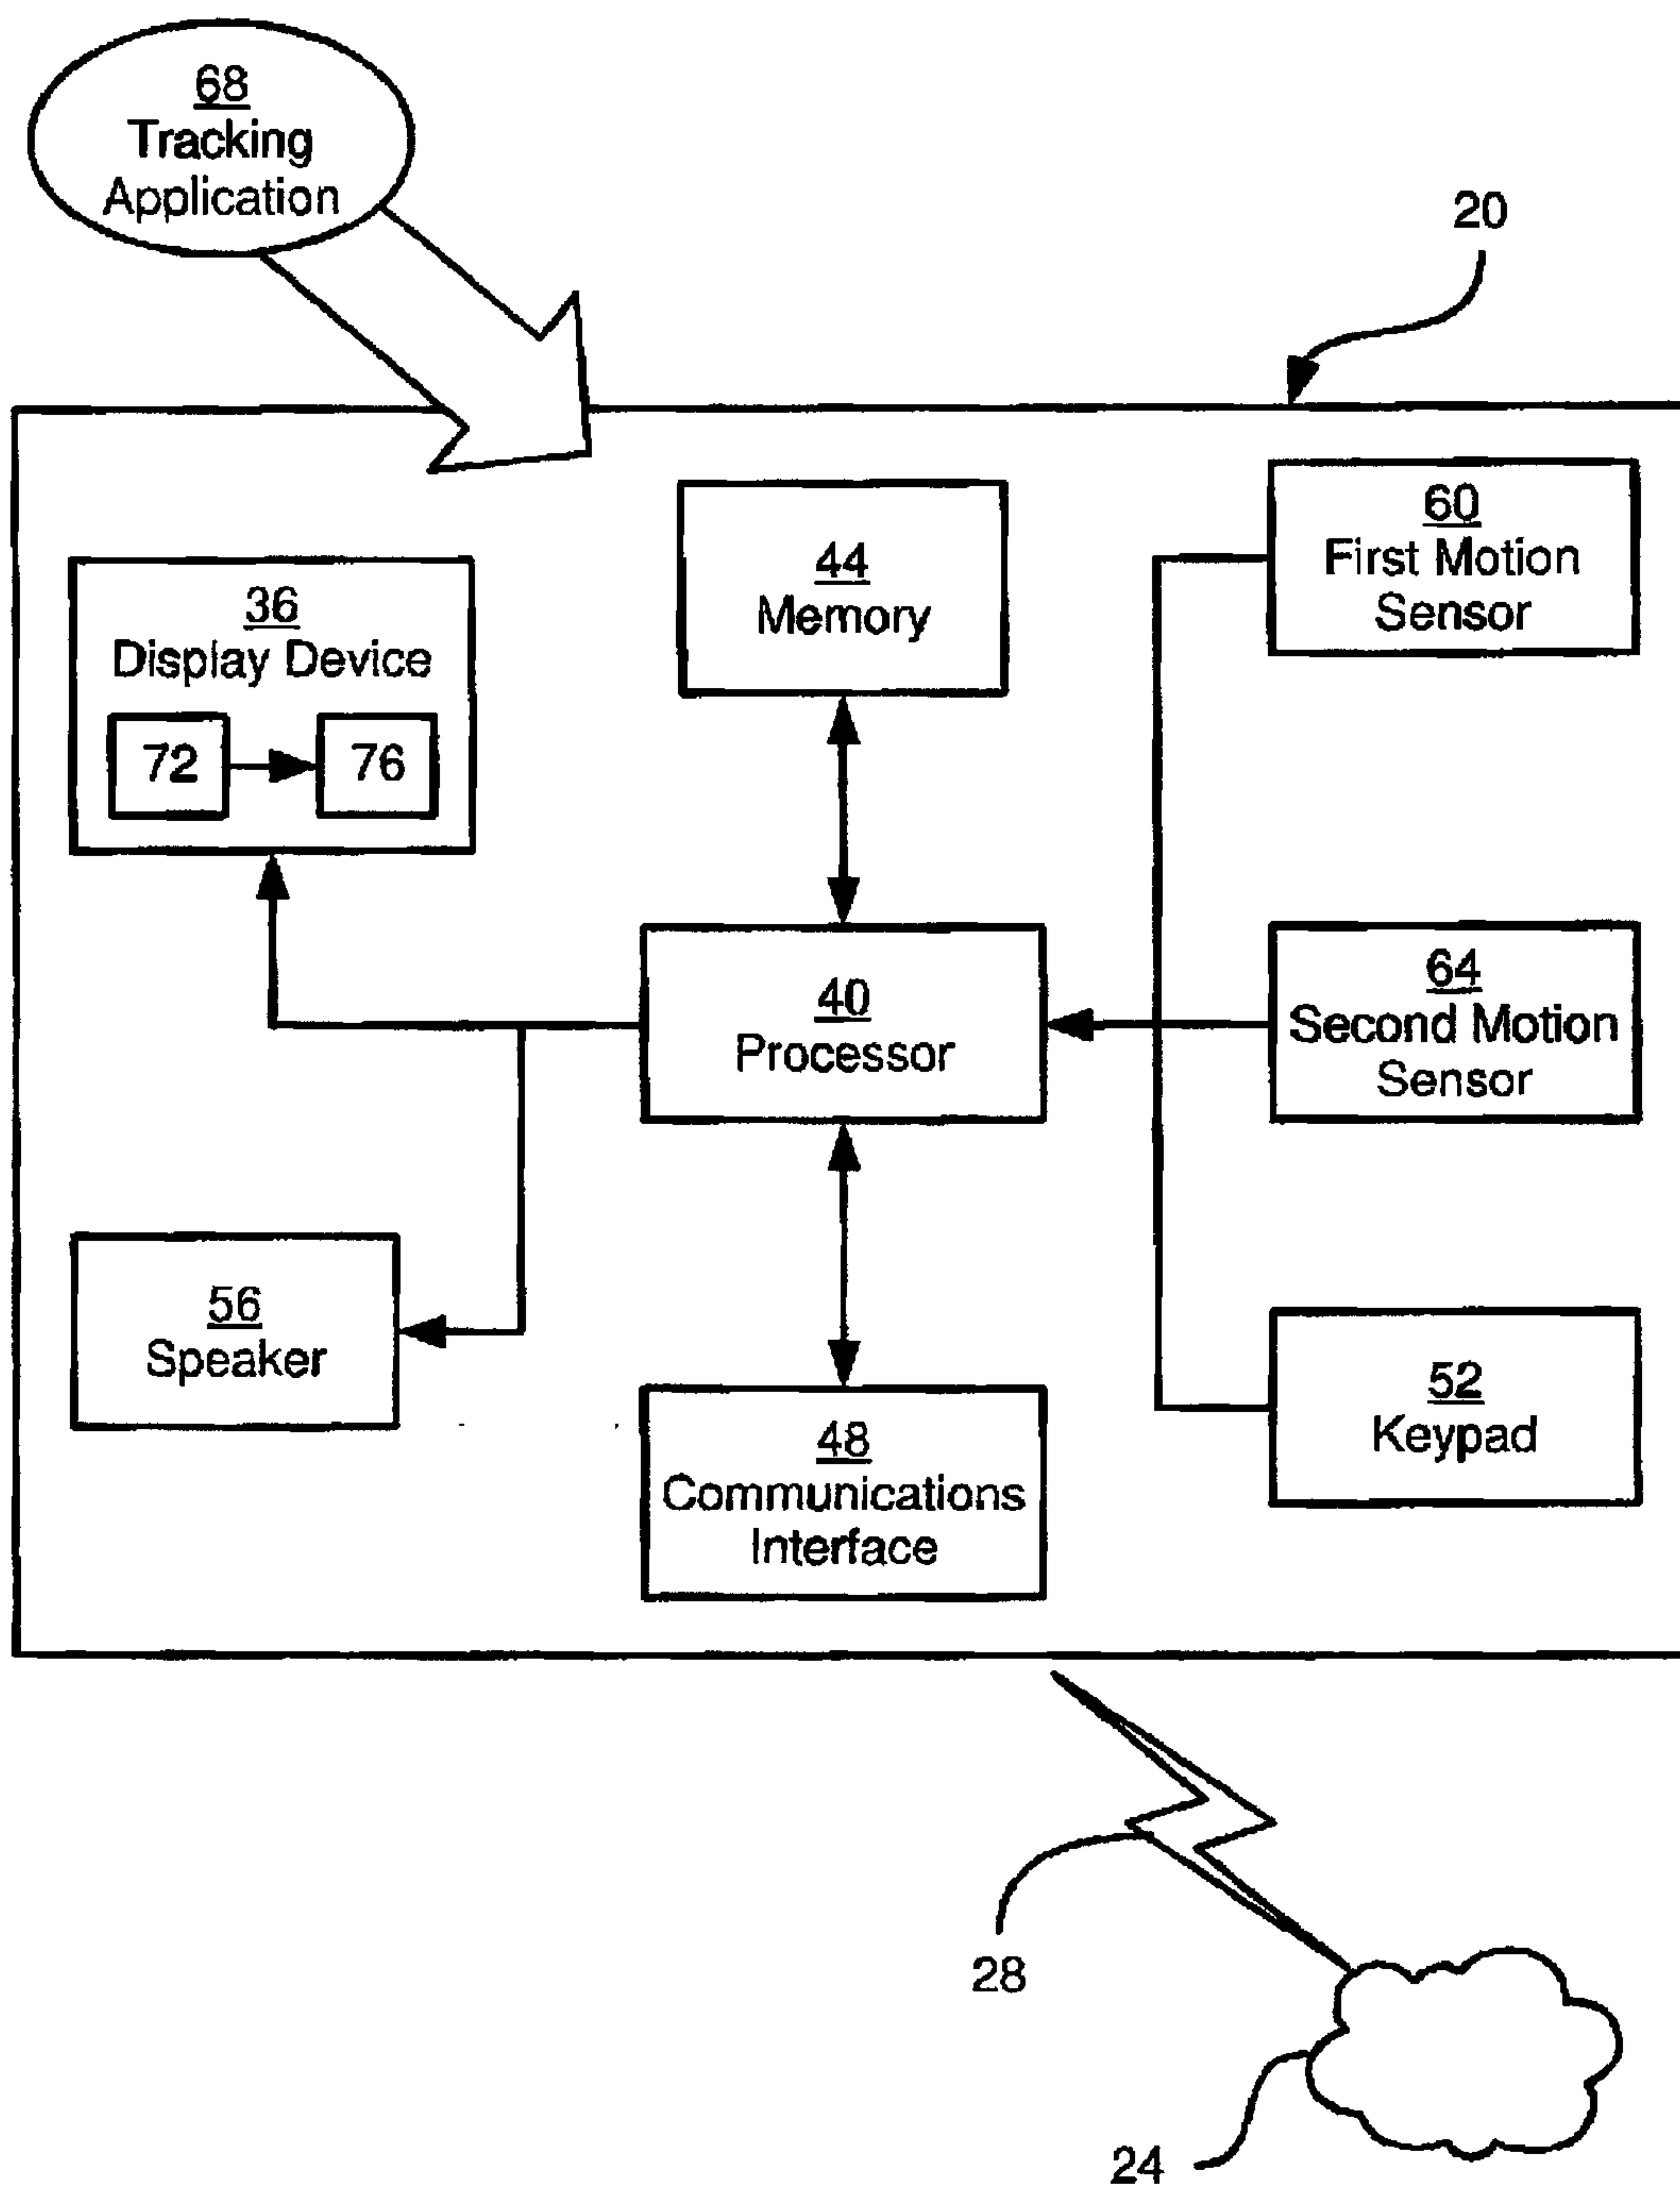 68
Tracking
Application
20
60
First Motion
Sensor
44
Memory
36
Display Device
72
76
64
Second Motion
Sensor
40
Processor
56
Speaker
52
Keypad
48
Communications
Interface
28
24